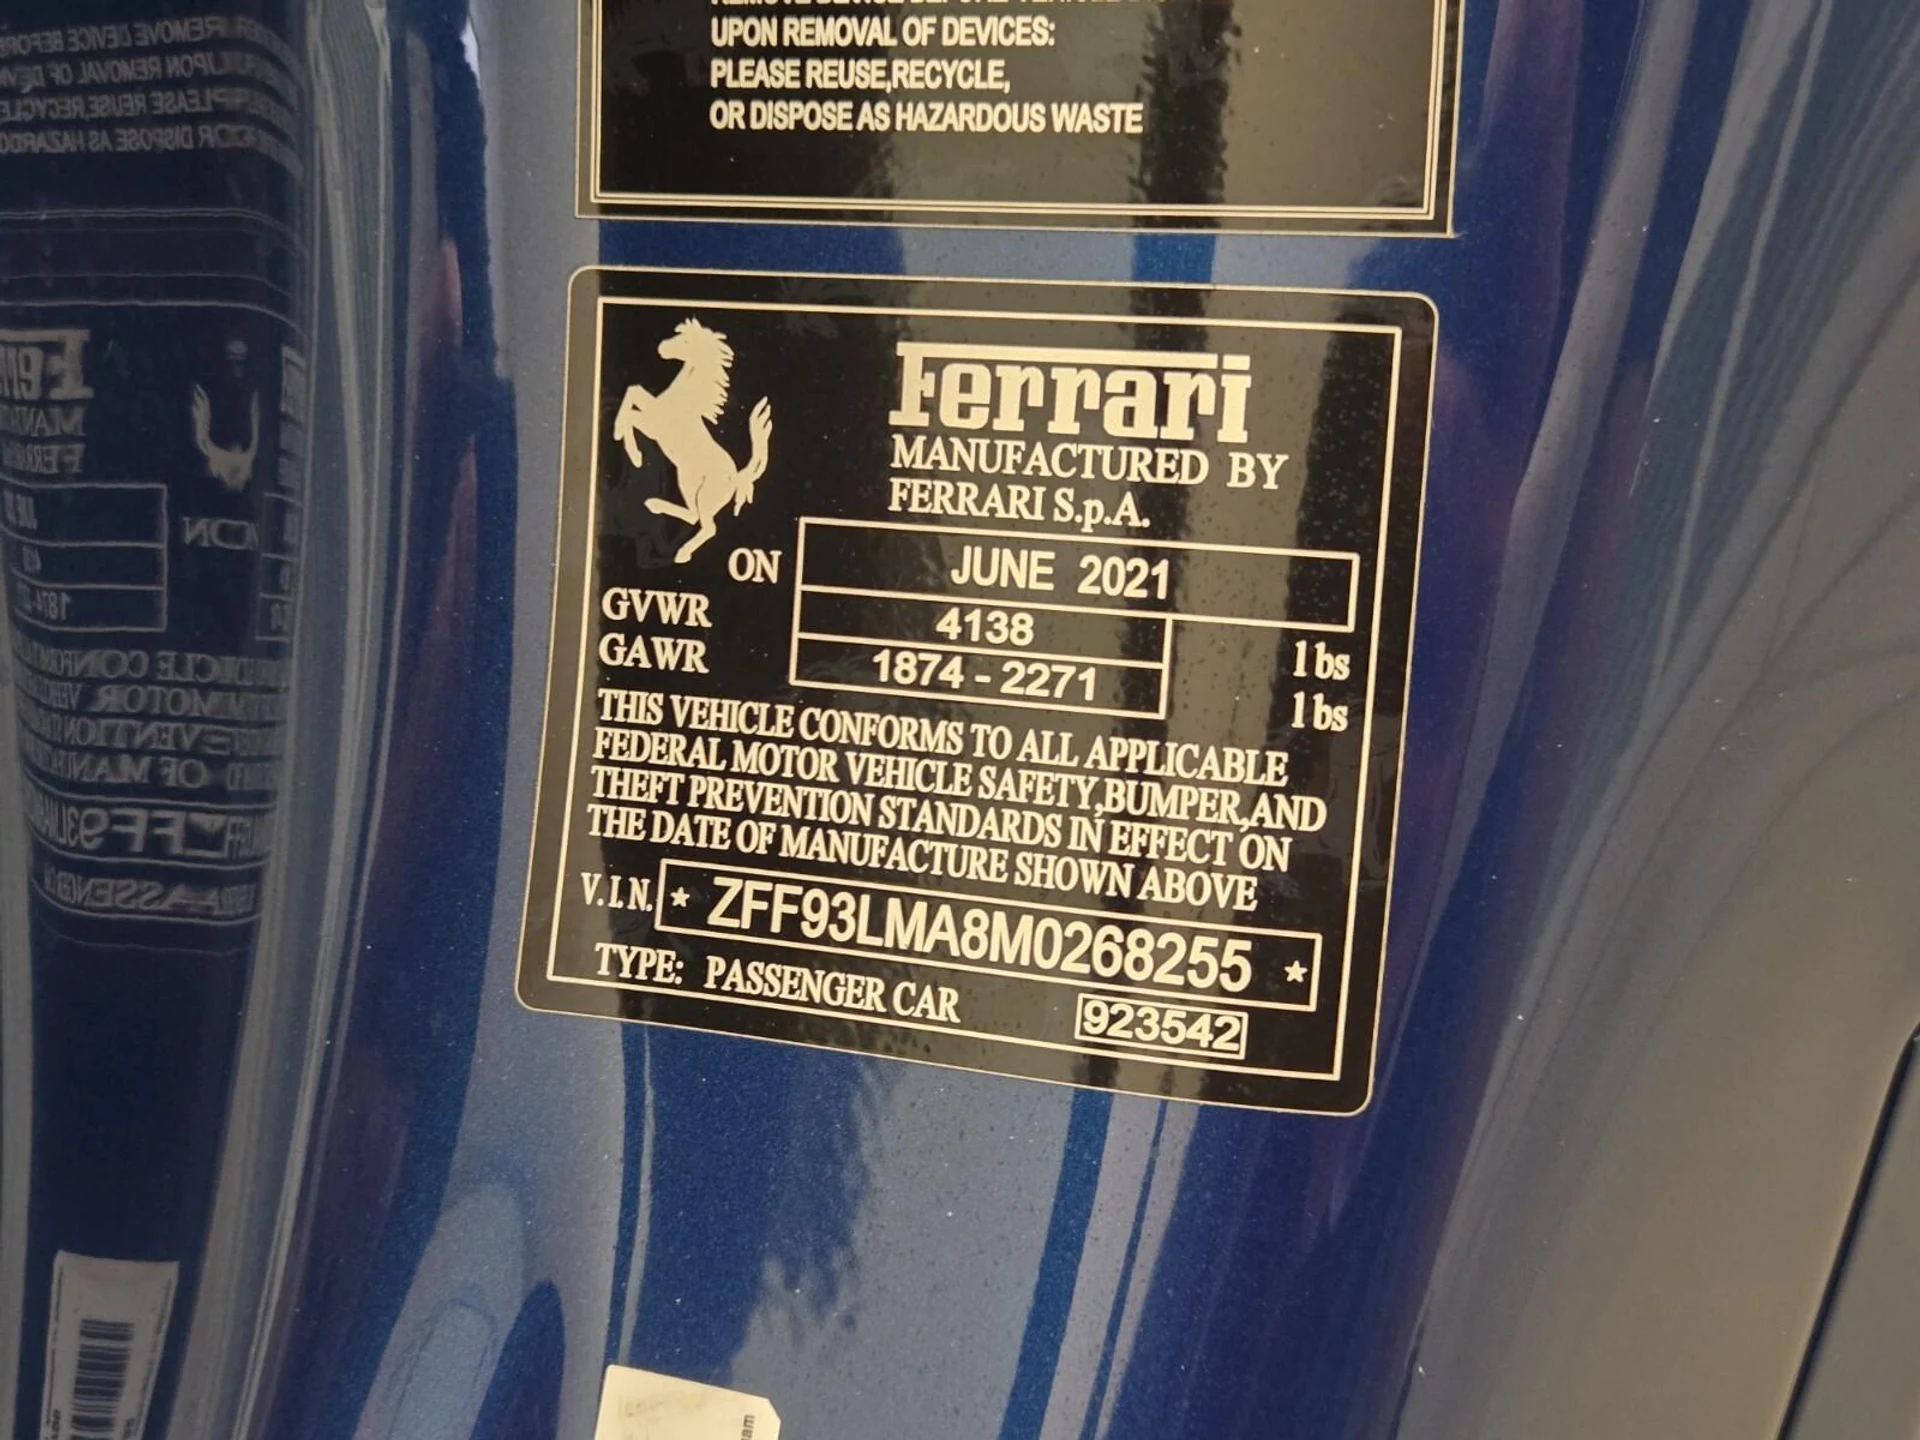 UPON REMOVAL OF DEVICES:
PLEASE REUSE,RECYCLE,
OR DISPOSE AS HAZARDOUS WASTE
Ferrari
MANUFACTURED BY
FERRARI S.p.A.
ON JUNE 2021
GVWR 4138 lbs
GAWR 1874 - 2271 lbs
THIS VEHICLE CONFORMS TO ALL APPLICABLE
FEDERAL MOTOR VEHICLE SAFETY,BUMPER,AND
THEFT PREVENTION STANDARDS IN EFFECT ON
THE DATE OF MANUFACTURE SHOWN ABOVE
V.I.N. * ZFF93LMA8M0268255 *
TYPE: PASSENGER CAR 923542